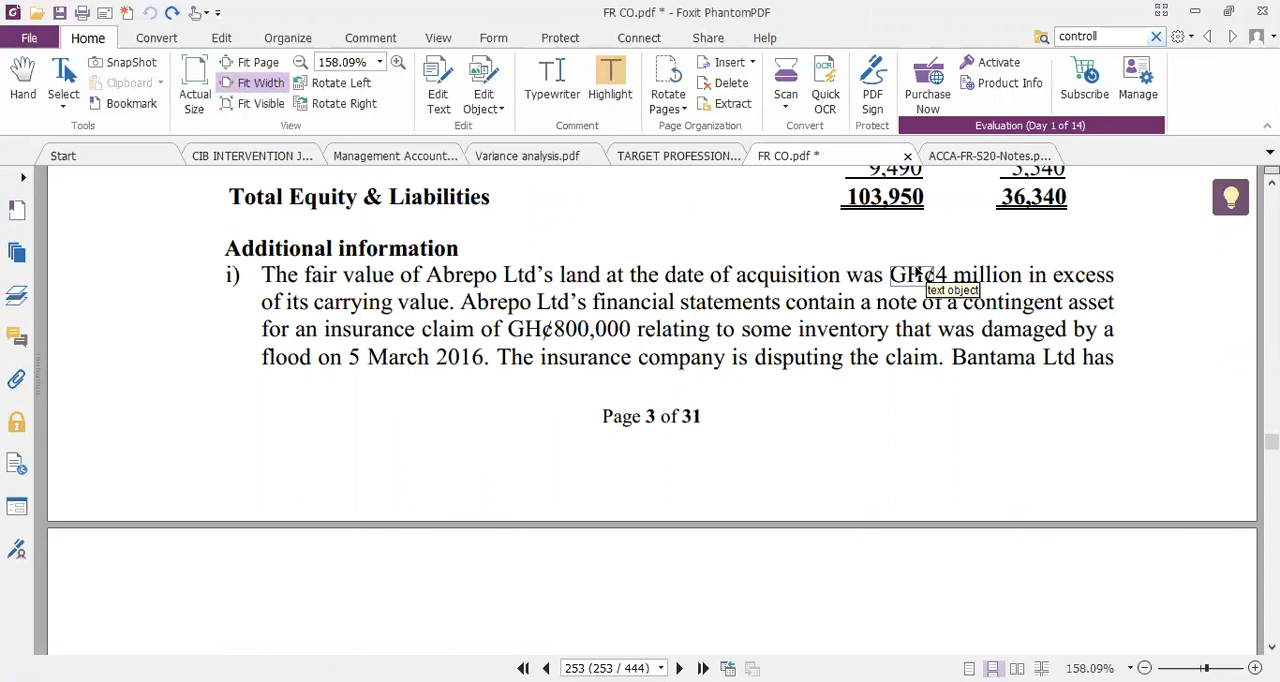 FR CO.pdf * - Foxit PhantomPDF
File Home Convert Edit Organize Comment View Form Protect Connect Share Help controll
SnapShot Fit Page 158.09% Rotate Left Insert Activate
Clipboard Fit Width Delete Product Info
Bookmark Fit Visible Rotate Right Extract
Hand Select Actual Size Edit Text Edit Object Typewriter Highlight Rotate Pages Scan Quick OCR PDF Sign Purchase Now Subscribe Manage
Tools View Edit Comment Page Organization Convert Protect Evaluation (Day 1 of 14)
Start CIB INTERVENTION J... Management Account... Variance analysis.pdf TARGET PROFESSION... FR CO.pdf * ACCA-FR-S20-Notes.p...
9,490
Total Equity & Liabilities 103,950 36,340
Additional information
i) The fair value of Abrepo Ltd’s land at the date of acquisition was GH¢4 million in excess
text object
of its carrying value. Abrepo Ltd’s financial statements contain a note of a contingent asset
for an insurance claim of GH¢800,000 relating to some inventory that was damaged by a
flood on 5 March 2016. The insurance company is disputing the claim. Bantama Ltd has
Page 3 of 31
253 (253 / 444) 158.09%